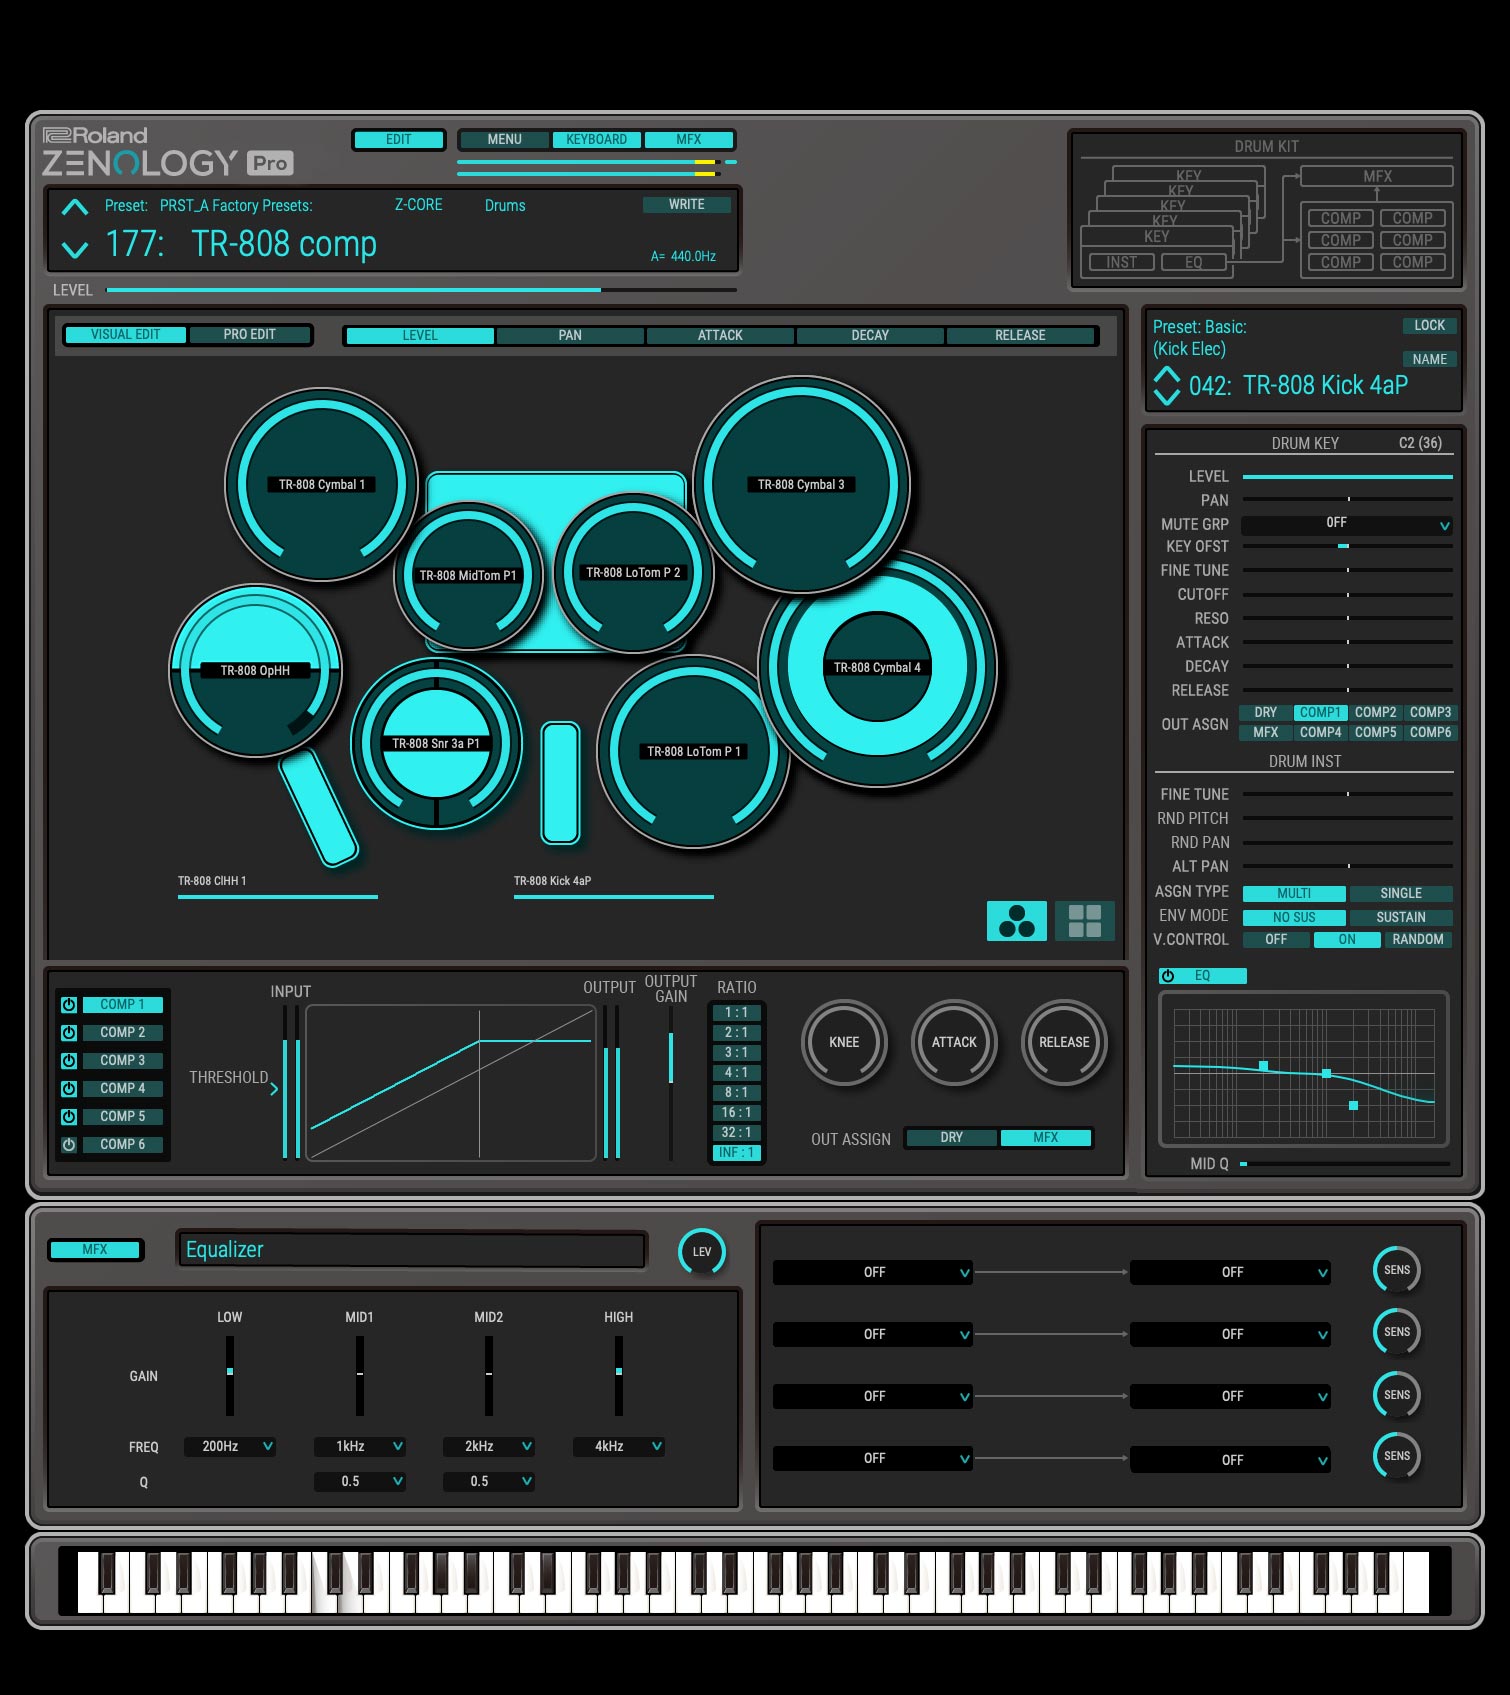 Roland
ZENOLOGY Pro
EDIT
MENU KEYBOARD MFX
Preset: PRST_A Factory Presets: Z-CORE Drums WRITE
177: TR-808 comp
A= 440.0Hz
LEVEL
DRUM KIT
KEY
KEY
KEY
KEY
KEY
INST EQ
MFX
COMP COMP
COMP COMP
COMP COMP
VISUAL EDIT PRO EDIT
LEVEL PAN ATTACK DECAY RELEASE
TR-808 Cymbal 1
TR-808 Cymbal 3
TR-808 MidTom P1
TR-808 LoTom P 2
TR-808 OpHH
TR-808 Cymbal 4
TR-808 Snr 3a P1
TR-808 LoTom P 1
TR-808 ClHH 1
TR-808 Kick 4aP
Preset: Basic: LOCK
(Kick Elec)
NAME
042: TR-808 Kick 4aP
DRUM KEY C2 (36)
LEVEL
PAN
MUTE GRP OFF
KEY OFST
FINE TUNE
CUTOFF
RESO
ATTACK
DECAY
RELEASE
OUT ASGN
DRY COMP1 COMP2 COMP3
MFX COMP4 COMP5 COMP6
DRUM INST
FINE TUNE
RND PITCH
RND PAN
ALT PAN
ASGN TYPE MULTI SINGLE
ENV MODE NO SUS SUSTAIN
V.CONTROL OFF ON RANDOM
EQ
MID Q
COMP 1
COMP 2
COMP 3
COMP 4
COMP 5
COMP 6
INPUT
THRESHOLD
OUTPUT
OUTPUT
GAIN
RATIO
1 : 1
2 : 1
3 : 1
4 : 1
8 : 1
16 : 1
32 : 1
INF : 1
KNEE ATTACK RELEASE
OUT ASSIGN DRY MFX
MFX
Equalizer
LEV
LOW MID1 MID2 HIGH
GAIN
FREQ 200Hz 1kHz 2kHz 4kHz
Q 0.5 0.5
OFF OFF SENS
OFF OFF SENS
OFF OFF SENS
OFF OFF SENS